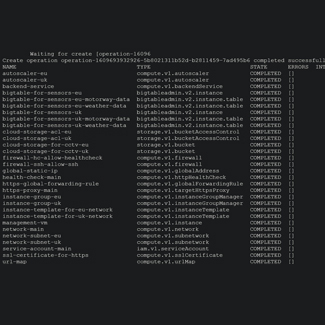 Waiting for create [operation-16096
Create operation operation-1609693932926-5b8021311b52d-b2811459-7ad495b6 completed successfull
NAME TYPE STATE ERRORS INT
autoscaler-eu compute.v1.autoscaler COMPLETED []
autoscaler-uk compute.v1.autoscaler COMPLETED []
backend-service compute.v1.backendService COMPLETED []
bigtable-for-sensors-eu bigtableadmin.v2.instance COMPLETED []
bigtable-for-sensors-eu-motorway-data bigtableadmin.v2.instance.table COMPLETED []
bigtable-for-sensors-eu-weather-data bigtableadmin.v2.instance.table COMPLETED []
bigtable-for-sensors-uk bigtableadmin.v2.instance COMPLETED []
bigtable-for-sensors-uk-motorway-data bigtableadmin.v2.instance.table COMPLETED []
bigtable-for-sensors-uk-weather-data bigtableadmin.v2.instance.table COMPLETED []
cloud-storage-acl-eu storage.v1.bucketAccessControl COMPLETED []
cloud-storage-acl-uk storage.v1.bucketAccessControl COMPLETED []
cloud-storage-for-cctv-eu storage.v1.bucket COMPLETED []
cloud-storage-for-cctv-uk storage.v1.bucket COMPLETED []
firewall-hc-allow-healthcheck compute.v1.firewall COMPLETED []
firewall-ssh-allow-ssh compute.v1.firewall COMPLETED []
global-static-ip compute.v1.globalAddress COMPLETED []
health-check-main compute.v1.httpHealthCheck COMPLETED []
https-global-forwarding-rule compute.v1.globalForwardingRule COMPLETED []
https-proxy-main compute.v1.targetHttpsProxy COMPLETED []
instance-group-eu compute.v1.instanceGroupManager COMPLETED []
instance-group-uk compute.v1.instanceGroupManager COMPLETED []
instance-template-for-eu-network compute.v1.instanceTemplate COMPLETED []
instance-template-for-uk-network compute.v1.instanceTemplate COMPLETED []
management-vm compute.v1.instance COMPLETED []
network-main compute.v1.network COMPLETED []
network-subnet-eu compute.v1.subnetwork COMPLETED []
network-subnet-uk compute.v1.subnetwork COMPLETED []
service-account-main iam.v1.serviceAccount COMPLETED []
ssl-certificate-for-https compute.v1.sslCertificate COMPLETED []
url-map compute.v1.urlMap COMPLETED []